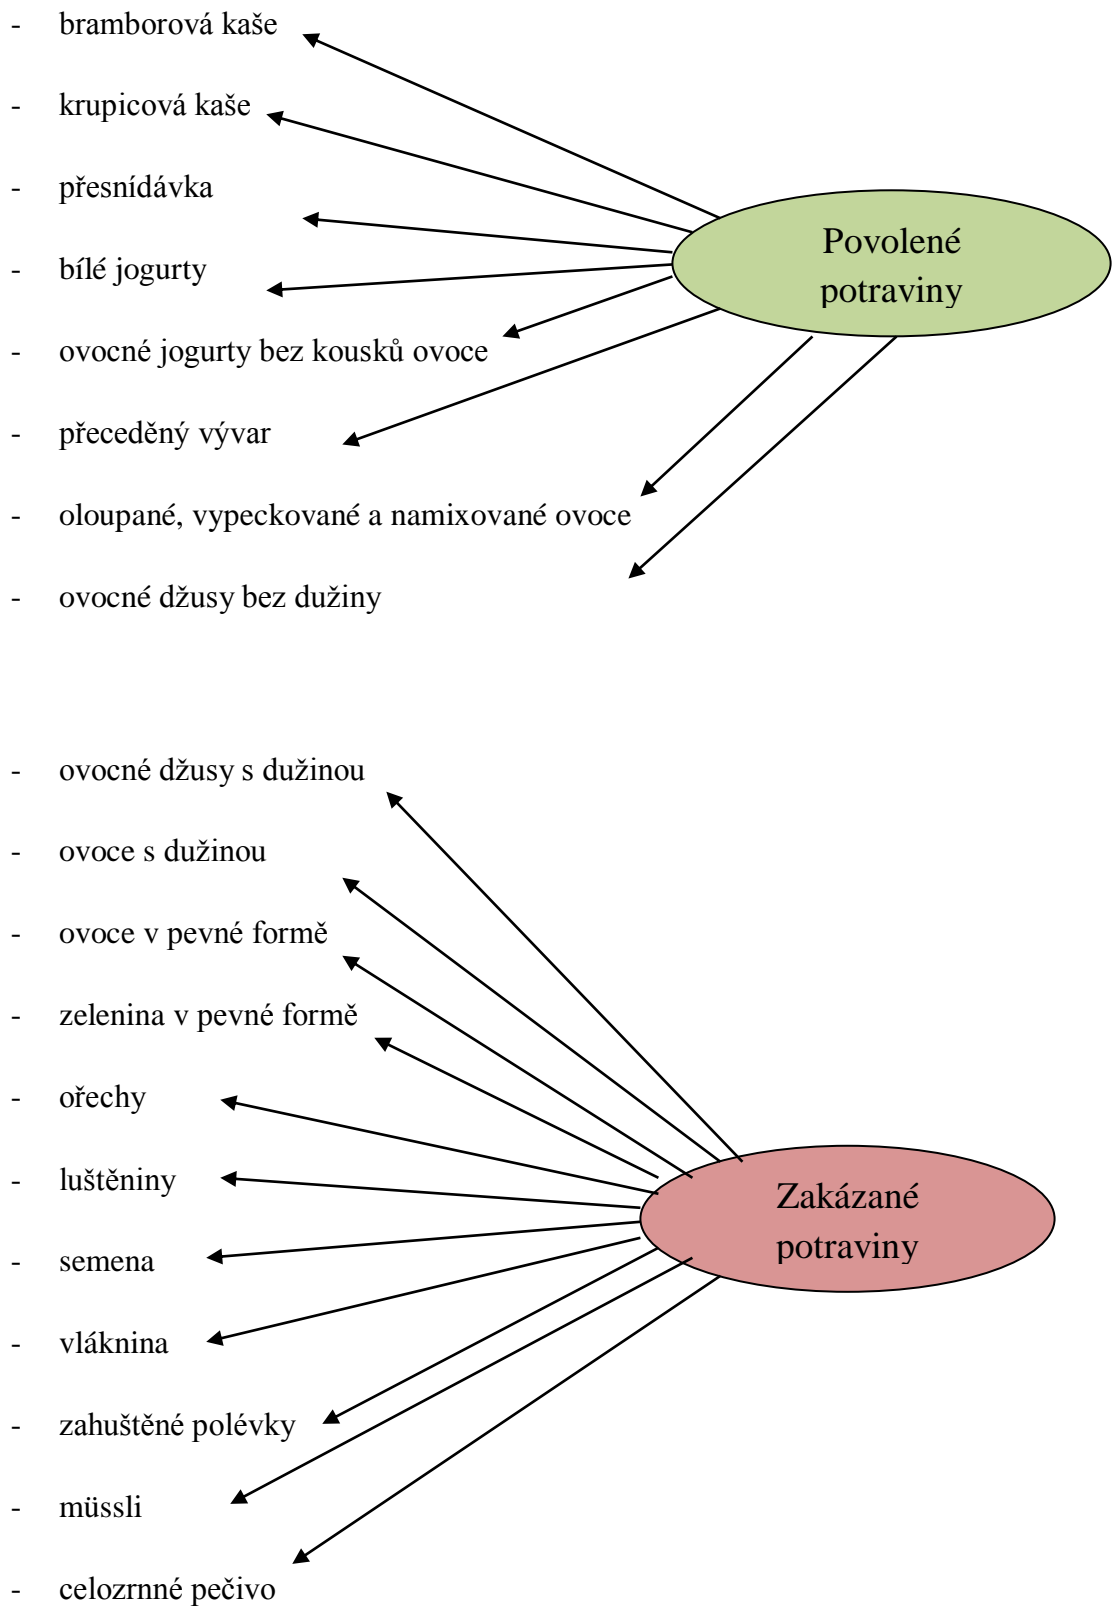 - bramborová kaše
- krupicová kaše
- přesnídávka
- bílé jogurty
- ovocné jogurty bez kousků ovoce
- přeceděný vývar
- oloupané, vypeckované a namixované ovoce
- ovocné džusy bez dužiny
Povolené
potraviny
- ovocné džusy s dužinou
- ovoce s dužinou
- ovoce v pevné formě
- zelenina v pevné formě
- ořechy
- luštěniny
- semena
- vláknina
- zahuštěné polévky
- müssli
- celozrnné pečivo
Zakázané
potraviny